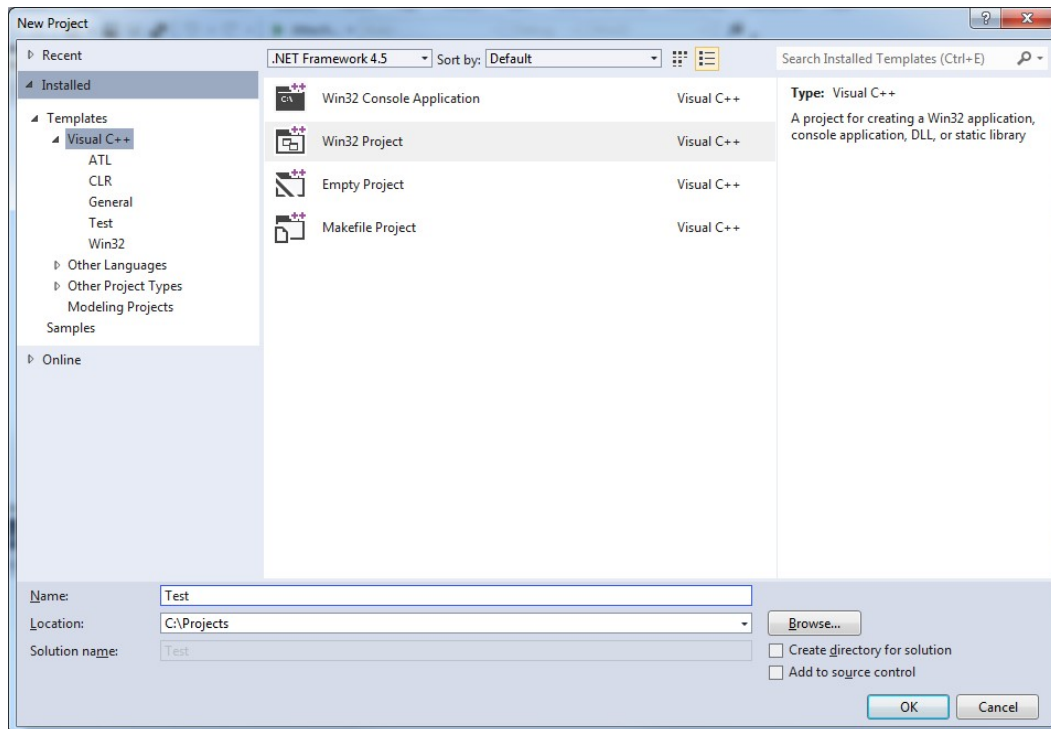 New Project
Recent
.NET Framework 4.5
Sort by: Default
Search Installed Templates (Ctrl+E)
Installed
Templates
Visual C++
ATL
CLR
General
Test
Win32
Other Languages
Other Project Types
Modeling Projects
Samples
Online
Win32 Console Application Visual C++
Win32 Project Visual C++
Empty Project Visual C++
Makefile Project Visual C++
Type: Visual C++
A project for creating a Win32 application,
console application, DLL, or static library
Name: Test
Location: C:\Projects
Browse...
Solution name: Test
Create directory for solution
Add to source control
OK Cancel